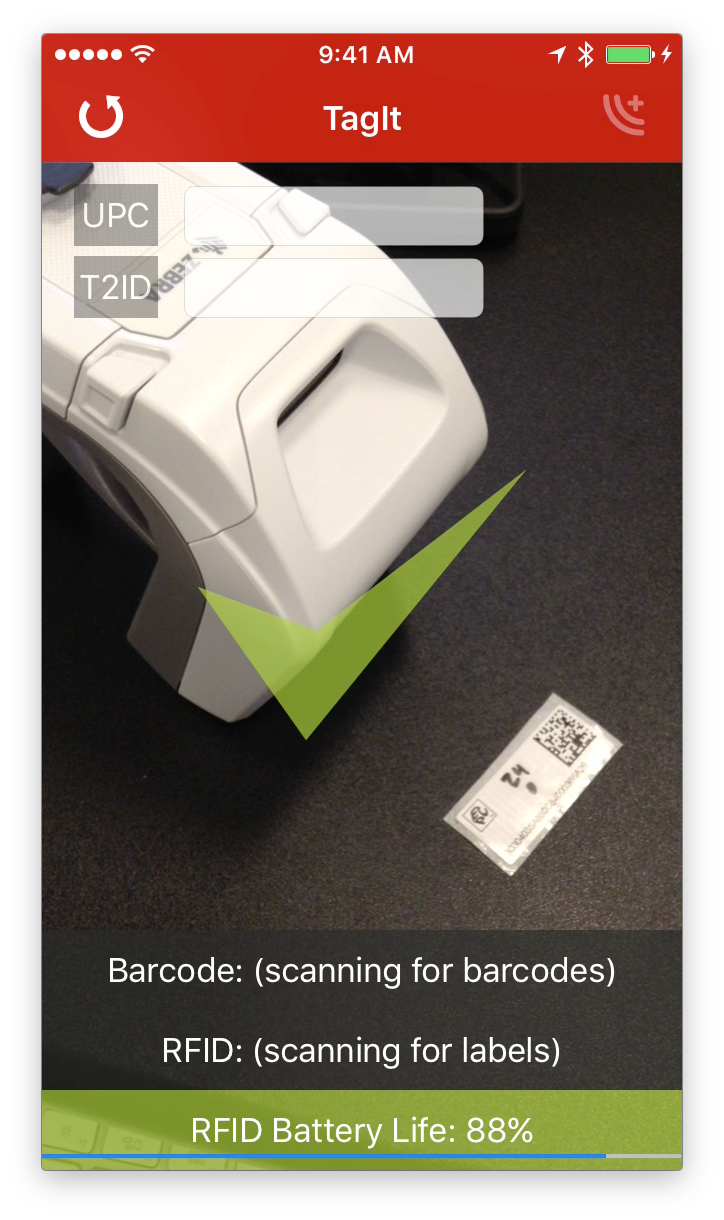 9:41 AM
TagIt
UPC
T2ID
ZEBRA
24
Barcode: (scanning for barcodes)
RFID: (scanning for labels)
RFID Battery Life: 88%